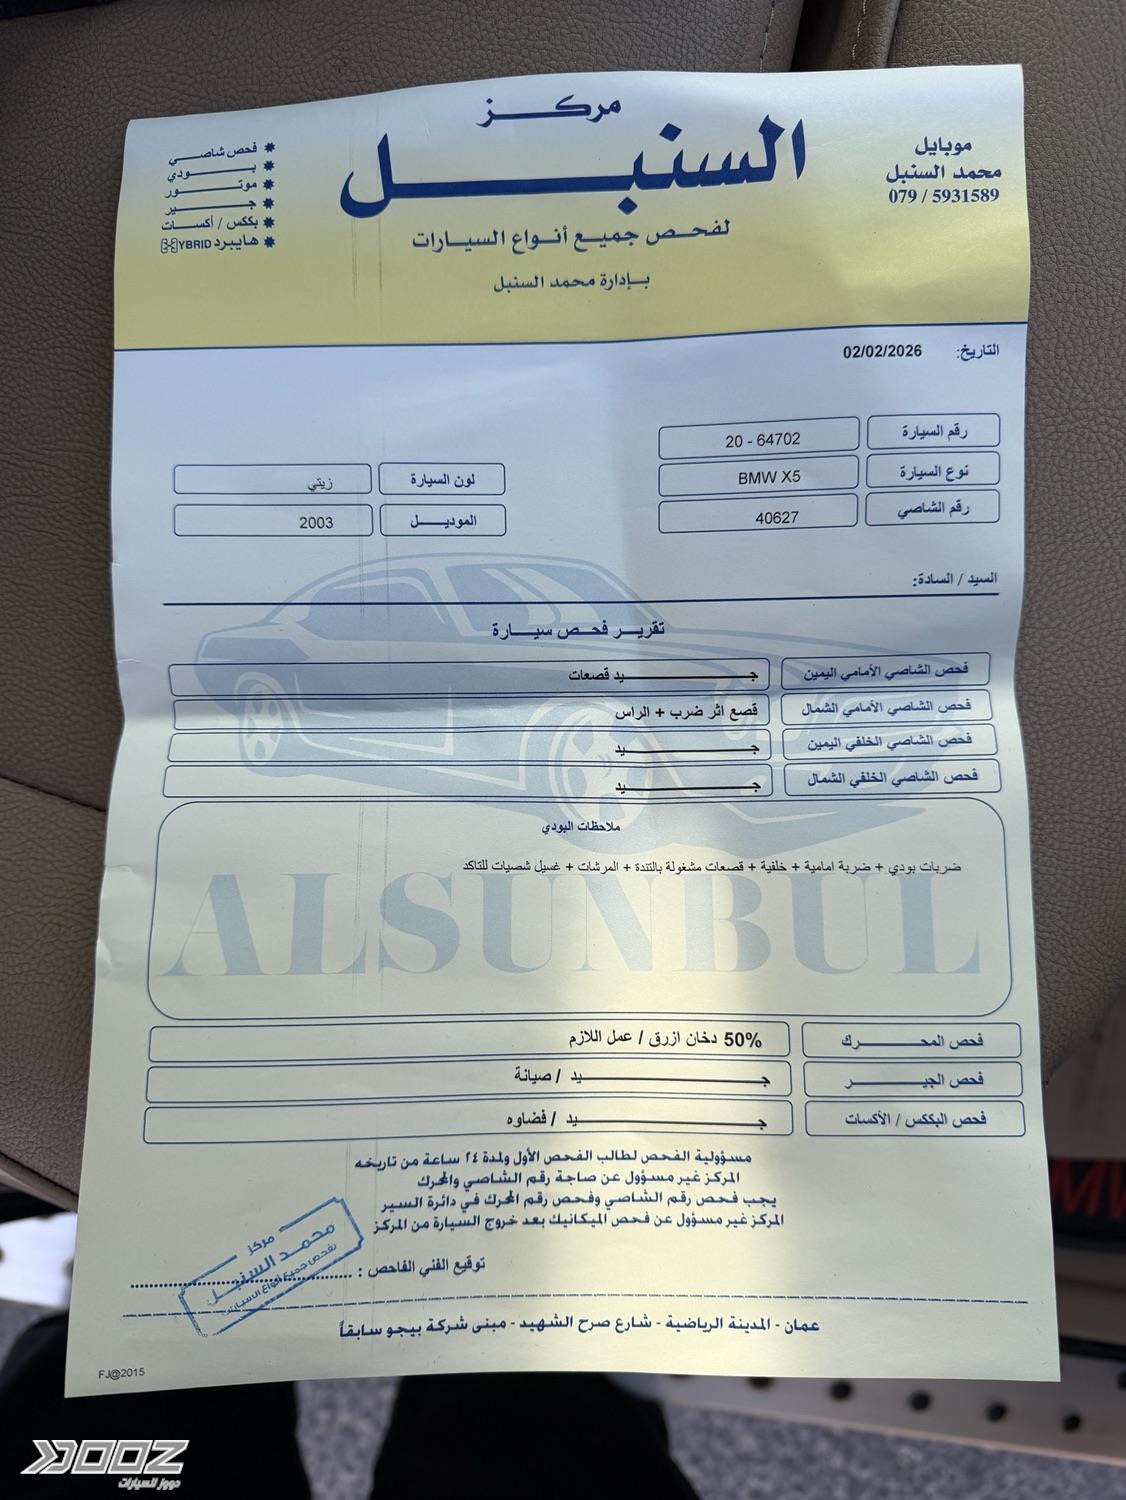 مركز
السنبل
لفحص جميع أنواع السيارات
بإدارة محمد السنبل
موبايل
محمد السنبل
079 / 5931589
فحص شاصي
بودي
موتور
جير
بكس / أكسات
هايبرد HYBRID
التاريخ: 02/02/2026
رقم السيارة 20 - 64702
نوع السيارة BMW X5
رقم الشاصي 40627
لون السيارة زيتي
الموديل 2003
السيد / السادة:
تقرير فحص سيارة
فحص الشاصي الأمامي اليمين جيد قصعات
فحص الشاصي الأمامي الشمال قصع اثر ضرب + الراس
فحص الشاصي الخلفي اليمين جيد
فحص الشاصي الخلفي الشمال جيد
ملاحظات البودي
ضربات بودي + ضربة امامية + خلفية + قصعات مشغولة بالتندة + المرشات + غسيل شصيات للتاكد
ALSUNBUL
فحص المحرك 50% دخان ازرق / عمل اللازم
فحص الجير جيد / صيانة
فحص البكس / الأكسات جيد / فضاوه
مسؤولية الفحص لطالب الفحص الأول ولمدة ٢٤ ساعة من تاريخه
المركز غير مسؤول عن صاجة رقم الشاصي والمحرك
يجب فحص رقم الشاصي وفحص رقم المحرك في دائرة السير
المركز غير مسؤول عن فحص الميكانيك بعد خروج السيارة من المركز
توقيع الفني الفاحص :
مركز
محمد السنبل
لفحص جميع أنواع السيارات
عمان - المدينة الرياضية - شارع صرح الشهيد - مبنى شركة بيجو سابقاً
FJ@2015
DOOZ
دووز للسيارات